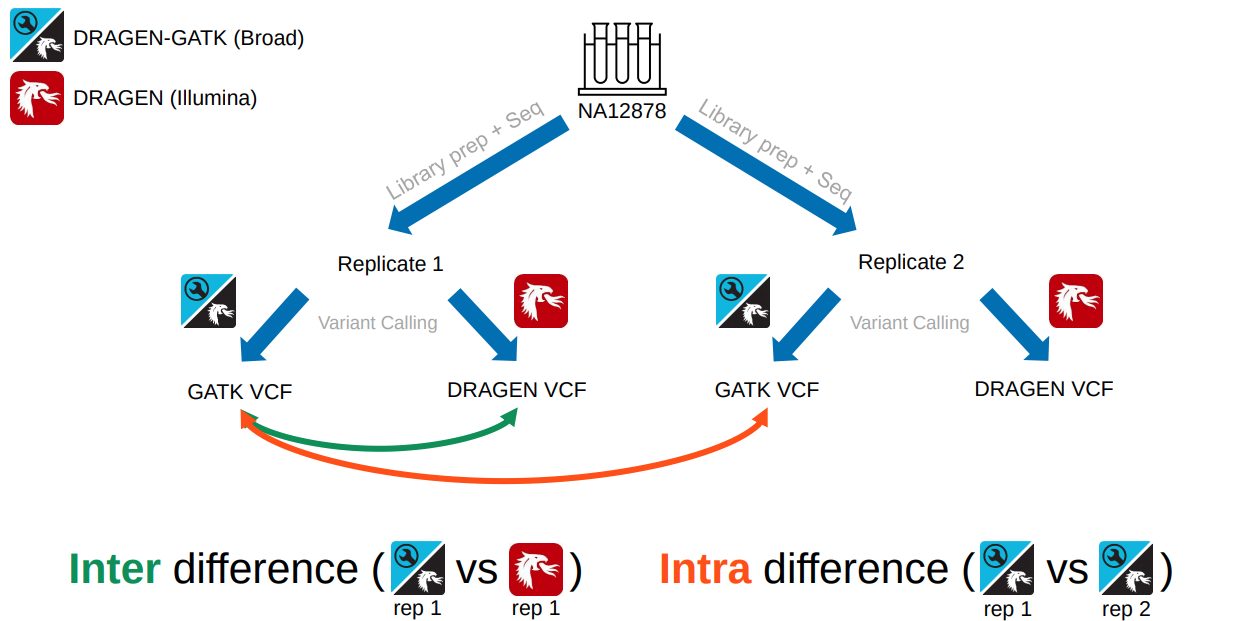 DRAGEN-GATK (Broad)
DRAGEN (Illumina)
NA12878
Library prep + Seq
Library prep + Seq
Replicate 1
Replicate 2
Variant Calling
Variant Calling
GATK VCF
DRAGEN VCF
GATK VCF
DRAGEN VCF
Inter difference ( vs )
rep 1 rep 1
Intra difference ( vs )
rep 1 rep 2